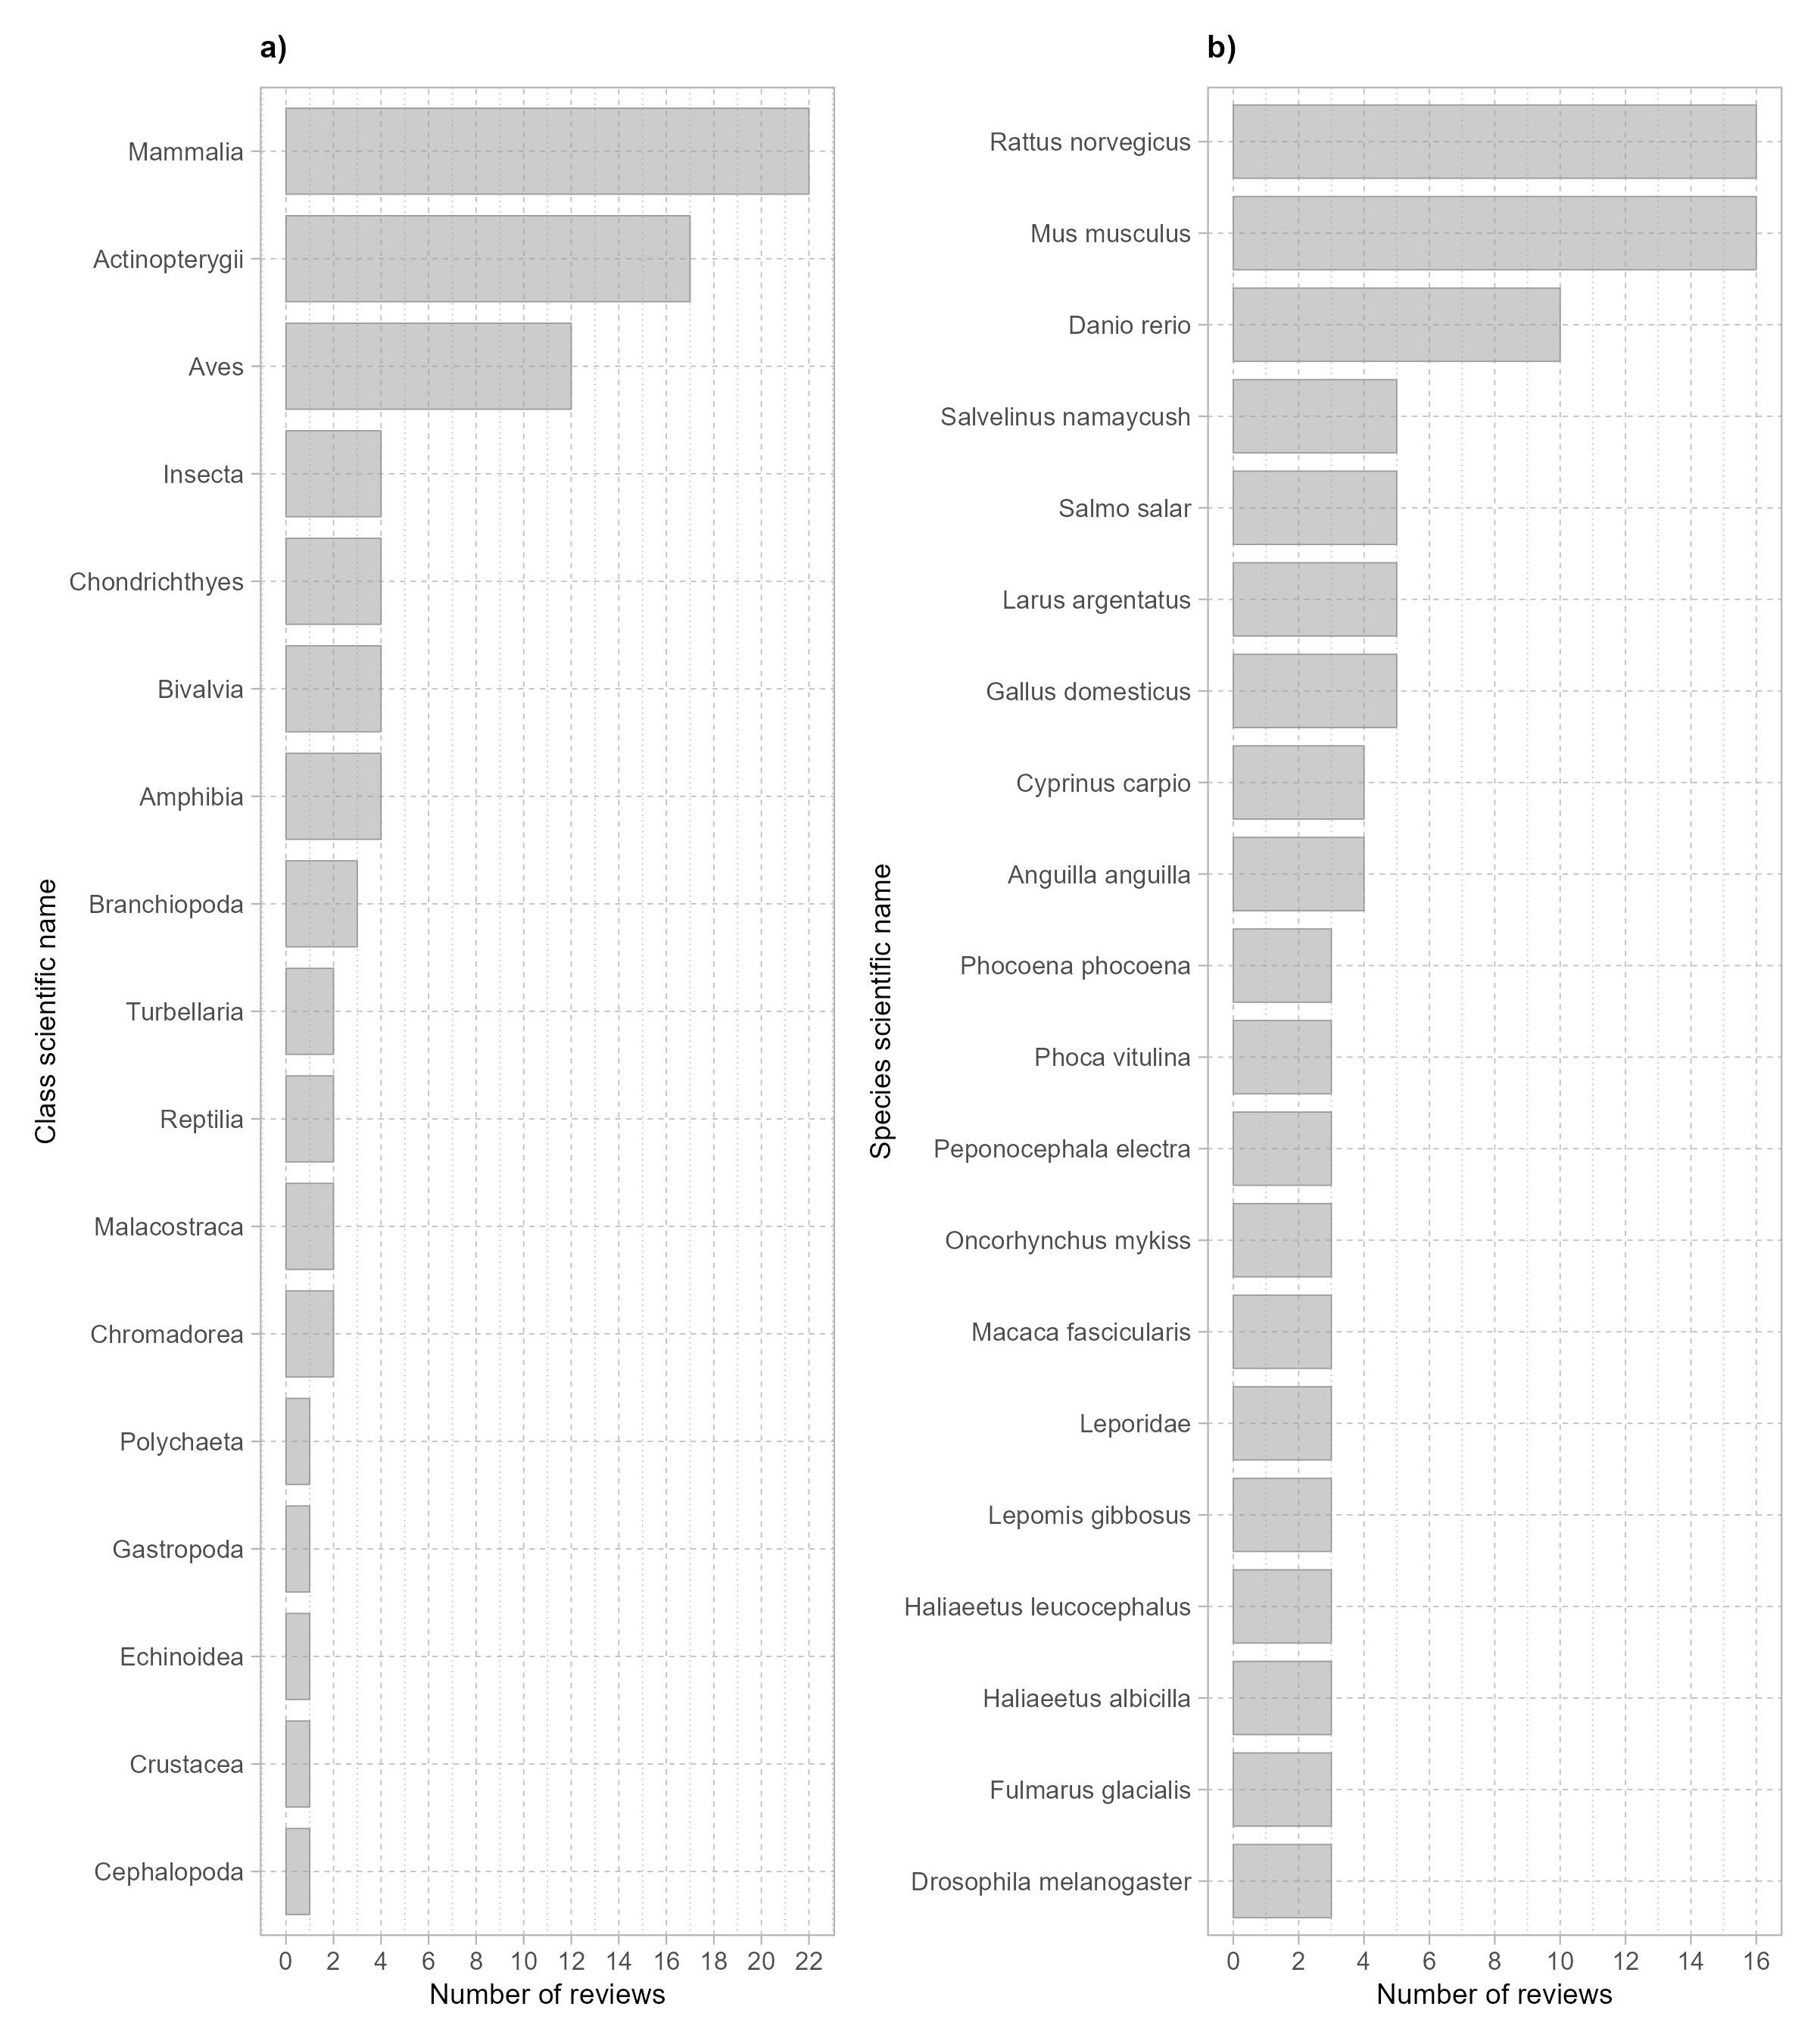 a)
Class scientific name
Mammalia
Actinopterygii
Aves
Insecta
Chondrichthyes
Bivalvia
Amphibia
Branchiopoda
Turbellaria
Reptilia
Malacostraca
Chromadorea
Polychaeta
Gastropoda
Echinoidea
Crustacea
Cephalopoda
0 2 4 6 8 10 12 14 16 18 20 22
Number of reviews
b)
Species scientific name
Rattus norvegicus
Mus musculus
Danio rerio
Salvelinus namaycush
Salmo salar
Larus argentatus
Gallus domesticus
Cyprinus carpio
Anguilla anguilla
Phocoena phocoena
Phoca vitulina
Peponocephala electra
Oncorhynchus mykiss
Macaca fascicularis
Leporidae
Lepomis gibbosus
Haliaeetus leucocephalus
Haliaeetus albicilla
Fulmarus glacialis
Drosophila melanogaster
0 2 4 6 8 10 12 14 16
Number of reviews